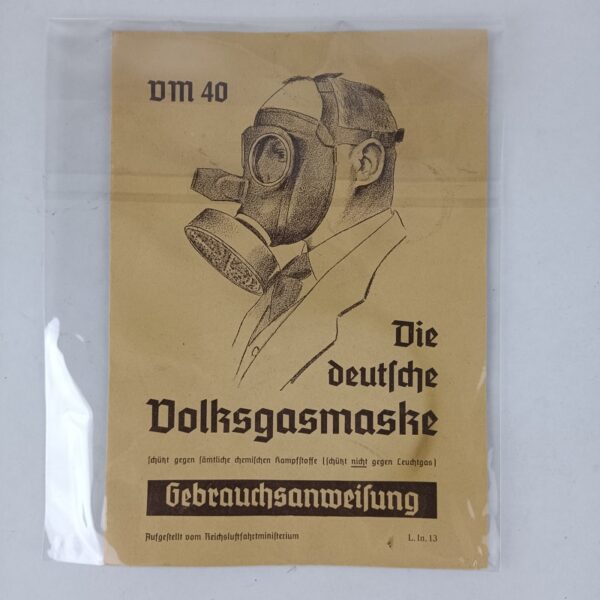 VM 40
Die
deutsche
Volksgasmaske
schützt gegen sämtliche chemischen Kampfstoffe (schützt nicht gegen Leuchtgas)
Gebrauchsanweisung
Aufgestellt vom Reichsluftfahrtministerium
L. In. 13